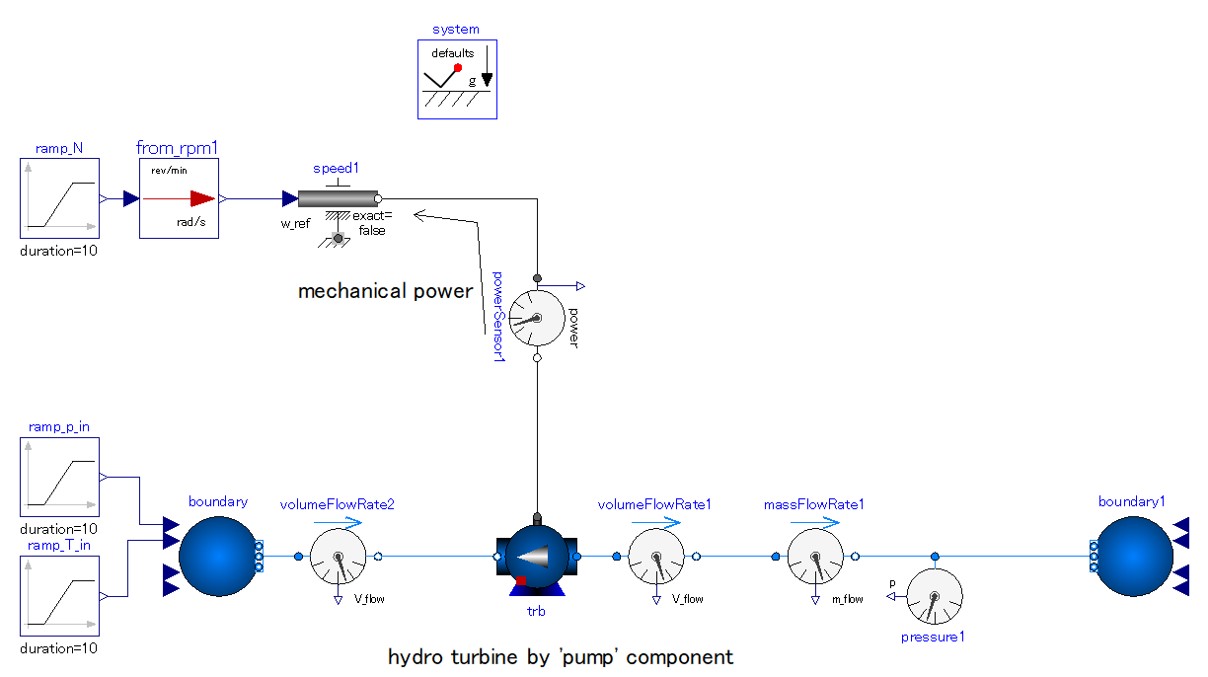 system
defaults
g
ramp_N
from_rpm1
rev/min
rad/s
duration=10
speed1
w_ref
exact=
false
mechanical power
powerSensor1
power
ramp_p_in
duration=10
ramp_T_in
duration=10
boundary
volumeFlowRate2
V_flow
trb
volumeFlowRate1
V_flow
massFlowRate1
m_flow
p
pressure1
boundary1
hydro turbine by 'pump' component